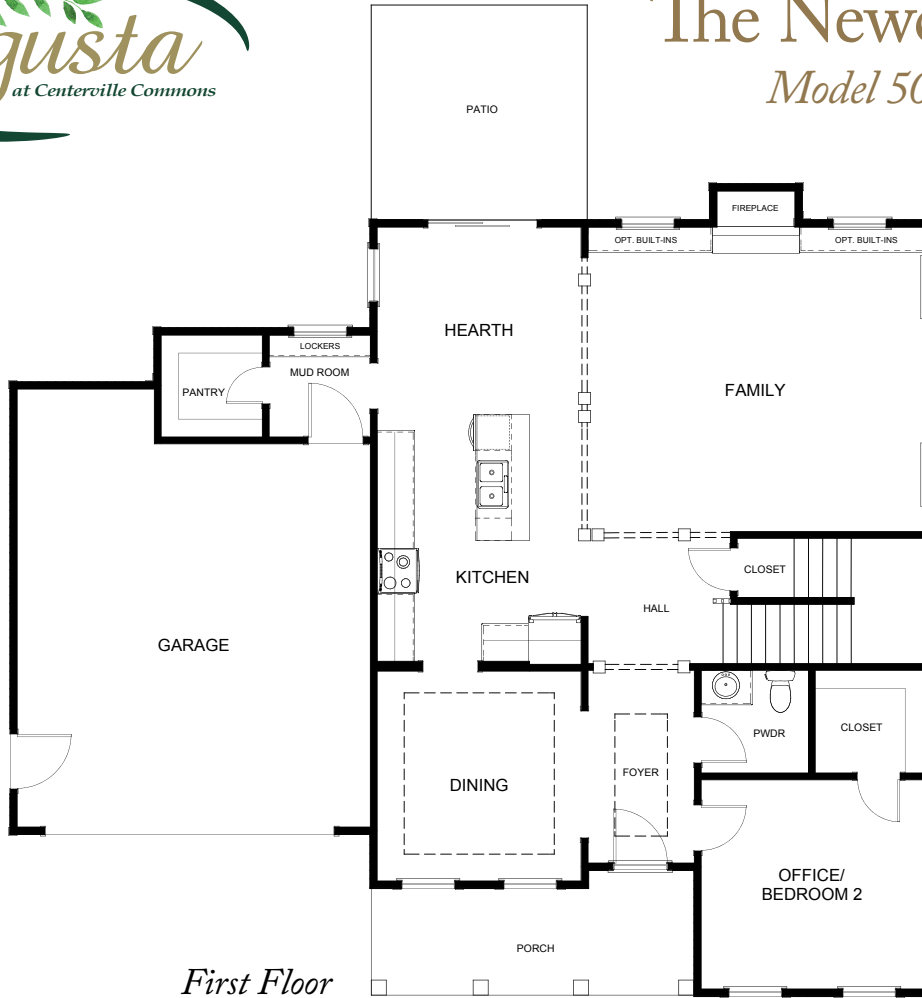 gusta
at Centerville Commons
The Newe
Model 50
PATIO
FIREPLACE
OPT. BUILT-INS
OPT. BUILT-INS
HEARTH
LOCKERS
MUD ROOM
PANTRY
FAMILY
KITCHEN
CLOSET
HALL
GARAGE
CLOSET
PWDR
FOYER
DINING
OFFICE/
BEDROOM 2
PORCH
First Floor